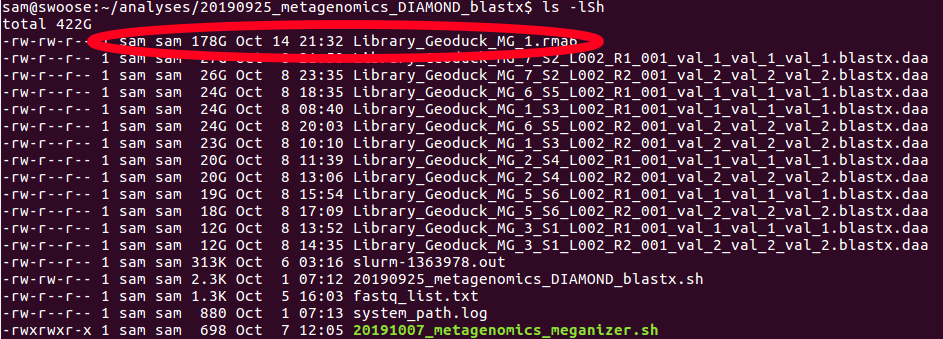 sam@swoose:~/analyses/20190925_metagenomics_DIAMOND_blastx$ ls -lSh
total 422G
-rw-rw-r-- 1 sam sam 178G Oct 14 21:32 Library_Geoduck_MG_1.rma6
-rw-r--r-- 1 sam sam 27G Oct 8 Library_Geoduck_MG_7_S2_L002_R1_001_val_1_val_1_val_1.blastx.daa
-rw-r--r-- 1 sam sam 26G Oct 8 23:35 Library_Geoduck_MG_7_S2_L002_R2_001_val_2_val_2_val_2.blastx.daa
-rw-r--r-- 1 sam sam 24G Oct 8 18:35 Library_Geoduck_MG_6_S5_L002_R1_001_val_1_val_1_val_1.blastx.daa
-rw-r--r-- 1 sam sam 24G Oct 8 08:40 Library_Geoduck_MG_1_S3_L002_R1_001_val_1_val_1_val_1.blastx.daa
-rw-r--r-- 1 sam sam 24G Oct 8 20:03 Library_Geoduck_MG_6_S5_L002_R2_001_val_2_val_2_val_2.blastx.daa
-rw-r--r-- 1 sam sam 23G Oct 8 10:10 Library_Geoduck_MG_1_S3_L002_R2_001_val_2_val_2_val_2.blastx.daa
-rw-r--r-- 1 sam sam 20G Oct 8 11:39 Library_Geoduck_MG_2_S4_L002_R1_001_val_1_val_1_val_1.blastx.daa
-rw-r--r-- 1 sam sam 20G Oct 8 13:06 Library_Geoduck_MG_2_S4_L002_R2_001_val_2_val_2_val_2.blastx.daa
-rw-r--r-- 1 sam sam 19G Oct 8 15:54 Library_Geoduck_MG_5_S6_L002_R1_001_val_1_val_1_val_1.blastx.daa
-rw-r--r-- 1 sam sam 18G Oct 8 17:09 Library_Geoduck_MG_5_S6_L002_R2_001_val_2_val_2_val_2.blastx.daa
-rw-r--r-- 1 sam sam 12G Oct 8 13:52 Library_Geoduck_MG_3_S1_L002_R1_001_val_1_val_1_val_1.blastx.daa
-rw-r--r-- 1 sam sam 12G Oct 8 14:35 Library_Geoduck_MG_3_S1_L002_R2_001_val_2_val_2_val_2.blastx.daa
-rw-r--r-- 1 sam sam 313K Oct 6 03:16 slurm-1363978.out
-rw-rw-r-- 1 sam sam 2.3K Oct 1 07:12 20190925_metagenomics_DIAMOND_blastx.sh
-rw-r--r-- 1 sam sam 1.3K Oct 5 16:03 fastq_list.txt
-rw-r--r-- 1 sam sam 880 Oct 1 07:13 system_path.log
-rwxrwxr-x 1 sam sam 698 Oct 7 12:05 20191007_metagenomics_meganizer.sh